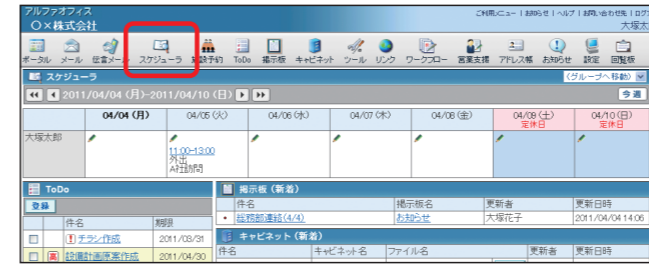 アルファオフィス
○×株式会社
ご利用メニュー | お知らせ | ヘルプ | お問い合わせ先 | ログ
大塚太
ポータル メール 伝言メール スケジューラ 施設予約 ToDo 掲示板 キャビネット ツール リンク ワークフロー 営業支援 アドレス帳 お知らせ 設定 回覧板
スケジューラ
(グループへ移動)
2011/04/04 (月)-2011/04/10 (日)
今週
04/04 (月) 04/05 (火) 04/06 (水) 04/07 (木) 04/08 (金) 04/09 (土) 04/10 (日)
定休日 定休日
大塚太郎
11:00-13:00
外出
A社訪問
ToDo
掲示板 (新着)
登録
件名 掲示板名 更新者 更新日時
・総務部連絡(4/4) お知らせ 大塚花子 2011/04/04 14:06
件名 期限
チラシ作成 2011/03/31
キャビネット (新着)
件名 キャビネット名 ファイル名 更新者 更新日時
高 設備計画原案作成 2011/04/30